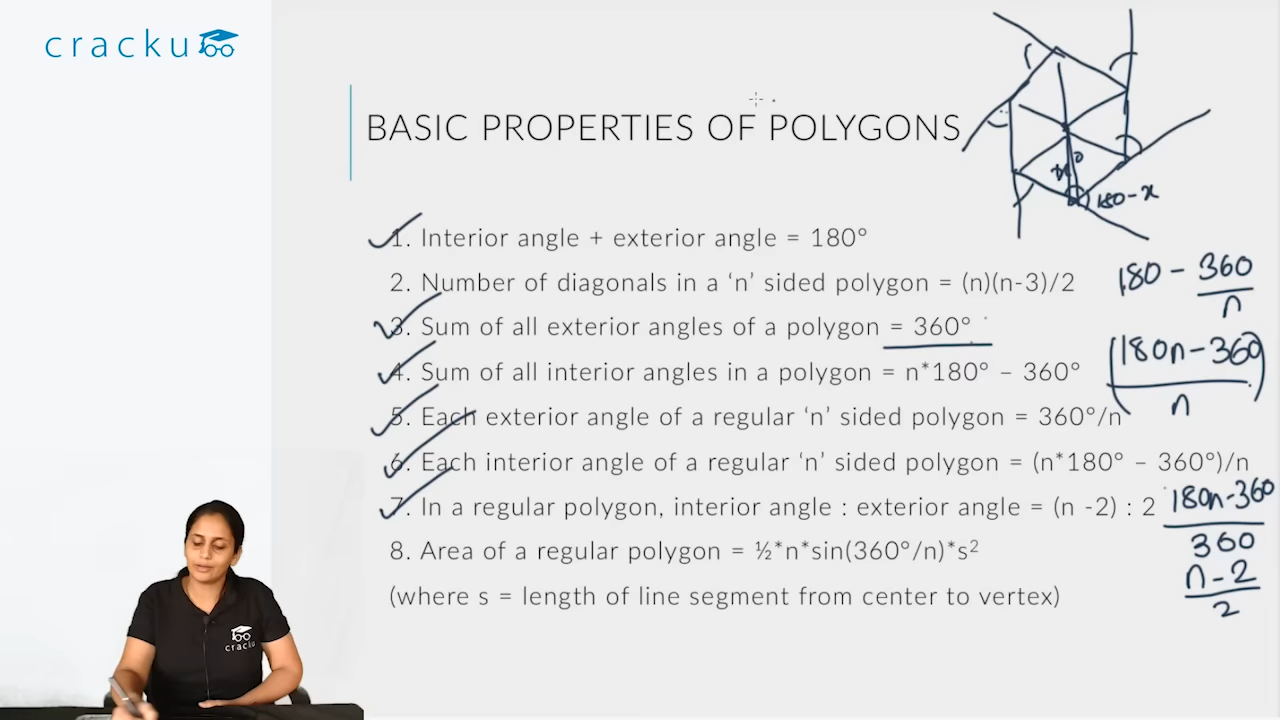 cracku
BASIC PROPERTIES OF POLYGONS
180 - x
x°
1. Interior angle + exterior angle = 180°
2. Number of diagonals in a ‘n’ sided polygon = (n)(n-3)/2
3. Sum of all exterior angles of a polygon = 360°
4. Sum of all interior angles in a polygon = n*180° – 360°
5. Each exterior angle of a regular ‘n’ sided polygon = 360°/n
6. Each interior angle of a regular ‘n’ sided polygon = (n*180° – 360°)/n
7. In a regular polygon, interior angle : exterior angle = (n -2) : 2
8. Area of a regular polygon = ½*n*sin(360°/n)*s²
(where s = length of line segment from center to vertex)
180 - 360
n
(180n - 360)
n
180n - 360
360
n - 2
2
cracku